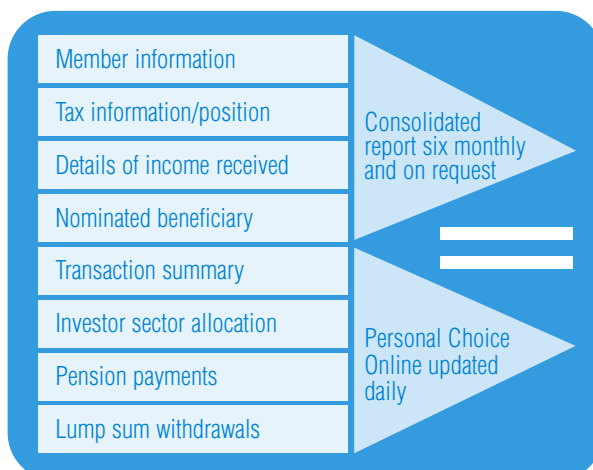 Member information
Tax information/position
Details of income received
Nominated beneficiary
Transaction summary
Investor sector allocation
Pension payments
Lump sum withdrawals
Consolidated
report six monthly
and on request
Personal Choice
Online updated
daily